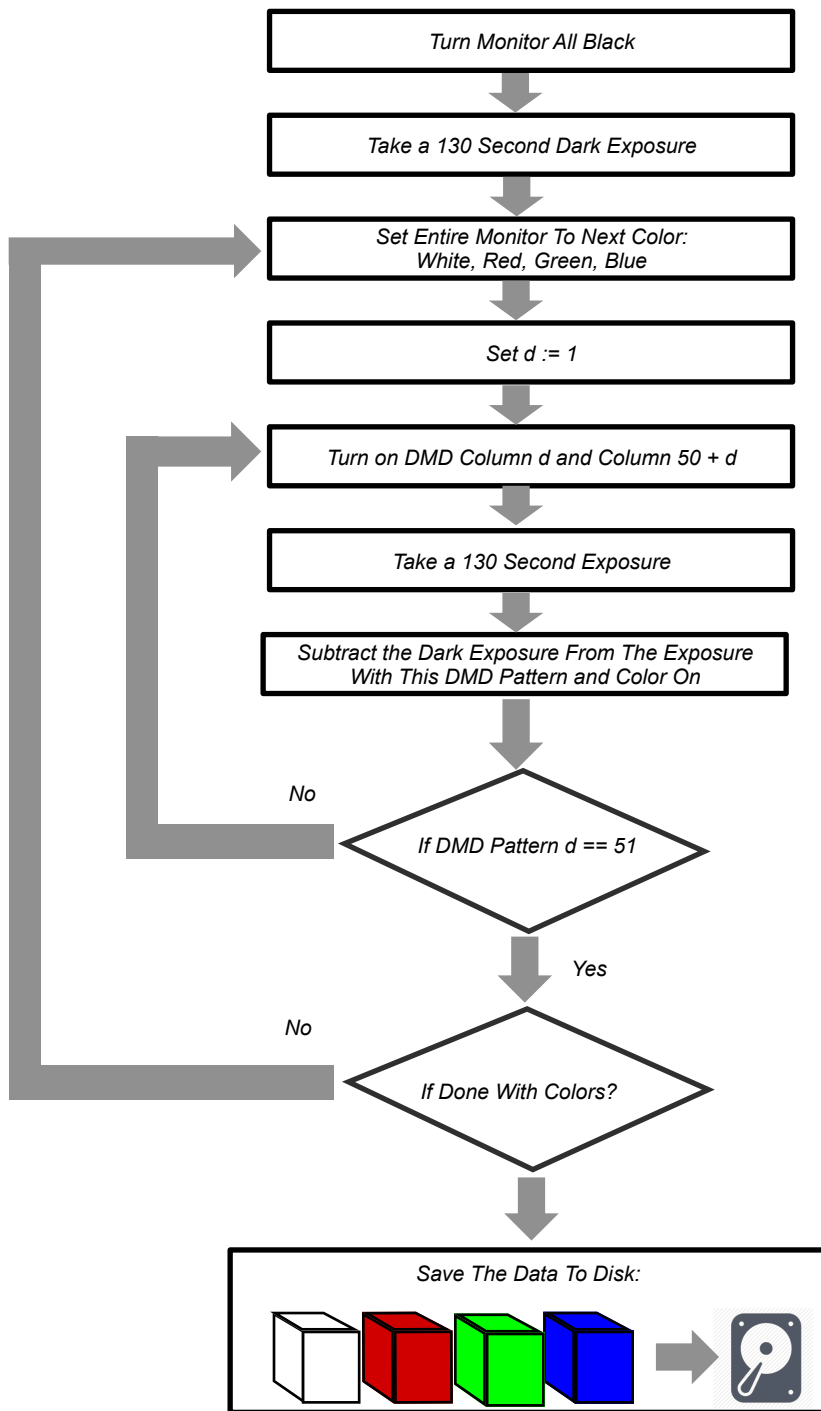 Turn Monitor All Black
Take a 130 Second Dark Exposure
Set Entire Monitor To Next Color:
White, Red, Green, Blue
Set d := 1
Turn on DMD Column d and Column 50 + d
Take a 130 Second Exposure
Subtract the Dark Exposure From The Exposure
With This DMD Pattern and Color On
No
If DMD Pattern d == 51
Yes
No
If Done With Colors?
Save The Data To Disk: